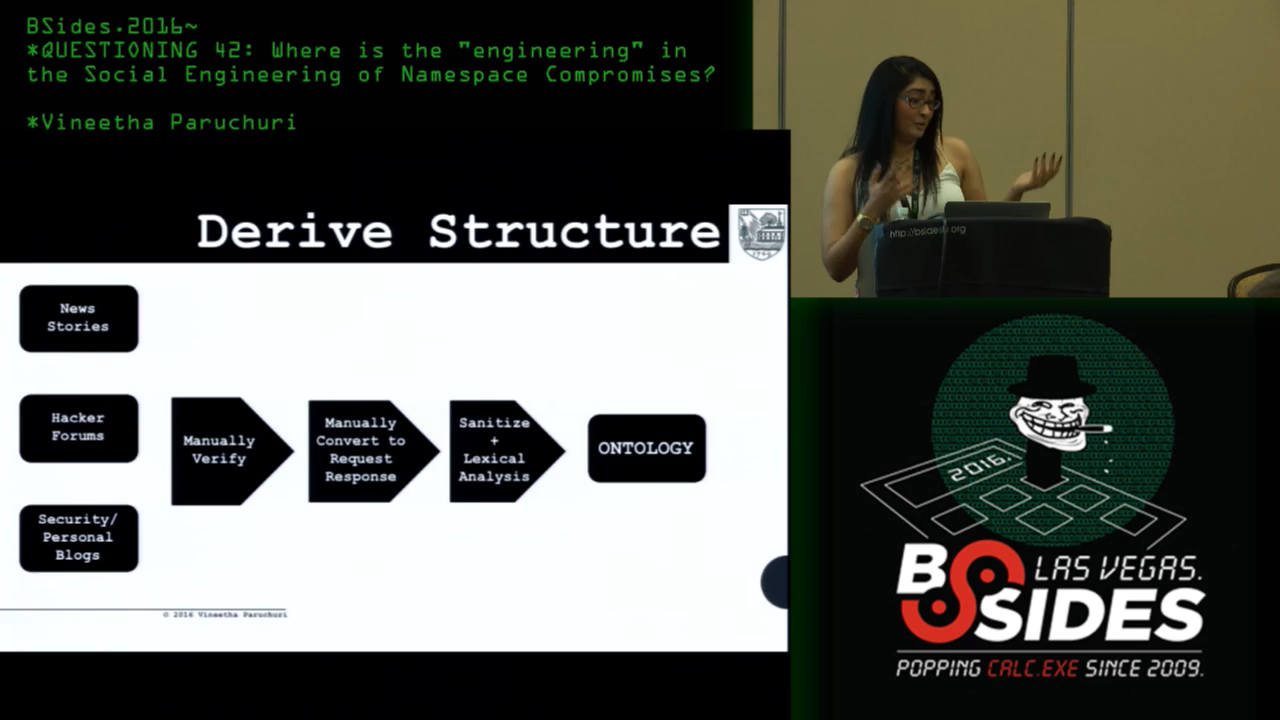 BSides.2016~
*QUESTIONING 42: Where is the "engineering" in
the Social Engineering of Namespace Compromises?
*Vineetha Paruchuri
http://bsideslv.org
Derive Structure
News
Stories
Hacker
Forums
Security/
Personal
Blogs
Manually
Verify
Manually
Convert to
Request
Response
Sanitize
+
Lexical
Analysis
ONTOLOGY
© 2016 Vineetha Paruchuri
2016.
BSIDES
LAS VEGAS.
POPPING CALC.EXE SINCE 2009.